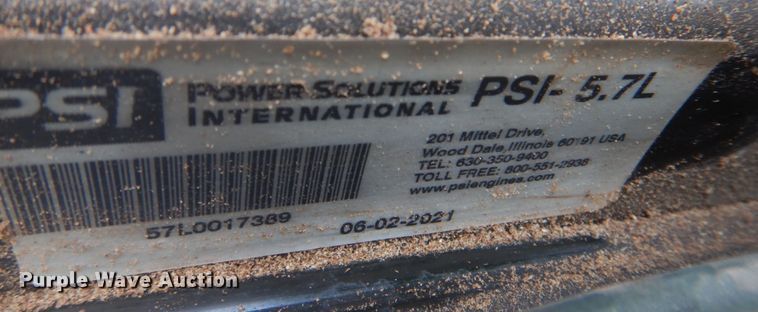 PSI
POWER SOLUTIONS
INTERNATIONAL
PSI- 5.7L
201 Mittel Drive,
Wood Dale, Illinois 60191 USA
TEL: 630-350-9400
TOLL FREE: 800-551-2938
www.psiengines.com
57L0017389
06-02-2021
Purple Wave Auction